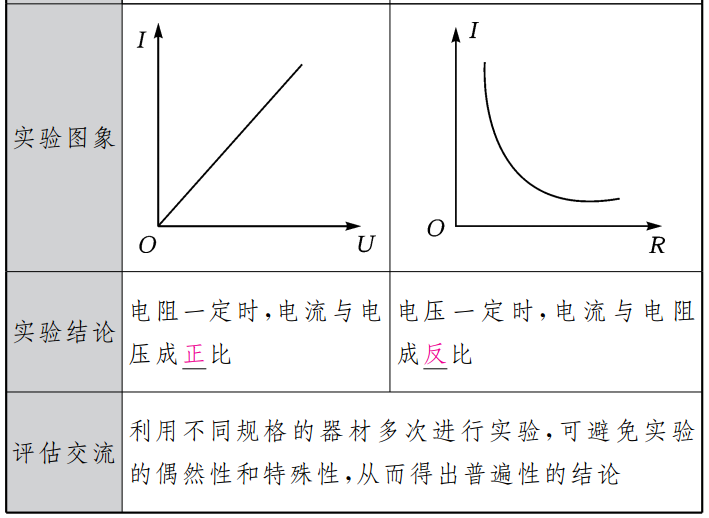 实验图象
I
O
U
I
O
R
实验结论
电阻一定时,电流与电
压成正比
电压一定时,电流与电阻
成反比
评估交流
利用不同规格的器材多次进行实验,可避免实验
的偶然性和特殊性,从而得出普遍性的结论